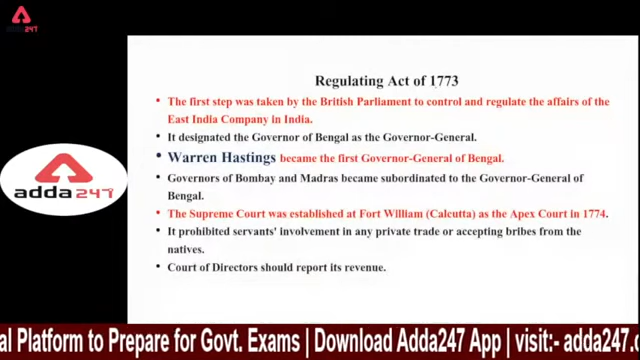 adda247
Regulating Act of 1773
• The first step was taken by the British Parliament to control and regulate the affairs of the
East India Company in India.
• It designated the Governor of Bengal as the Governor-General.
• Warren Hastings became the first Governor-General of Bengal.
• Governors of Bombay and Madras became subordinated to the Governor-General of
Bengal.
adda247
• The Supreme Court was established at Fort William (Calcutta) as the Apex Court in 1774.
• It prohibited servants' involvement in any private trade or accepting bribes from the
natives.
• Court of Directors should report its revenue.
al Platform to Prepare for Govt. Exams | Download Adda247 App | visit:- adda247.c